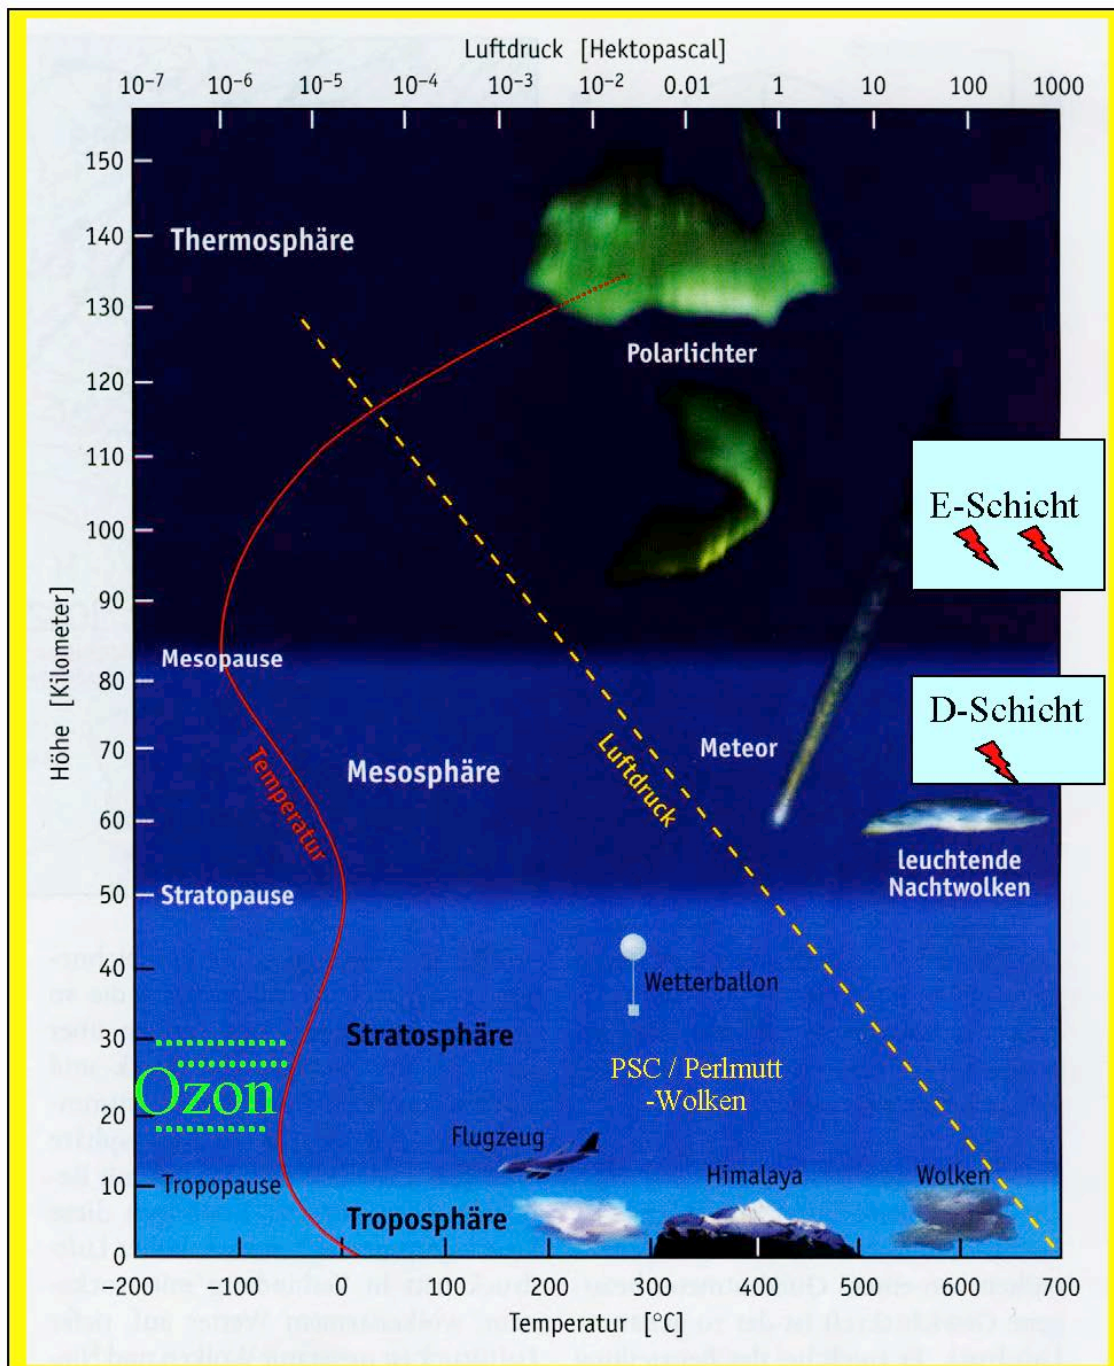 Luftdruck [Hektopascal]
10⁻⁷ 10⁻⁶ 10⁻⁵ 10⁻⁴ 10⁻³ 10⁻² 0.01 1 10 100 1000
150
140
Thermosphäre
130
Polarlichter
120
110
E-Schicht
100
90
Mesopause
80
D-Schicht
70
Meteor
Mesosphäre
Luftdruck
Temperatur
60
leuchtende
Nachtwolken
50
Stratopause
40
Wetterballon
30
Stratosphäre
Ozon
PSC / Perlmutt
-Wolken
20
Flugzeug
10
Tropopause
Himalaya
Wolken
Troposphäre
0
Höhe [Kilometer]
−200 −100 0 100 200 300 400 500 600 700
Temperatur [°C]